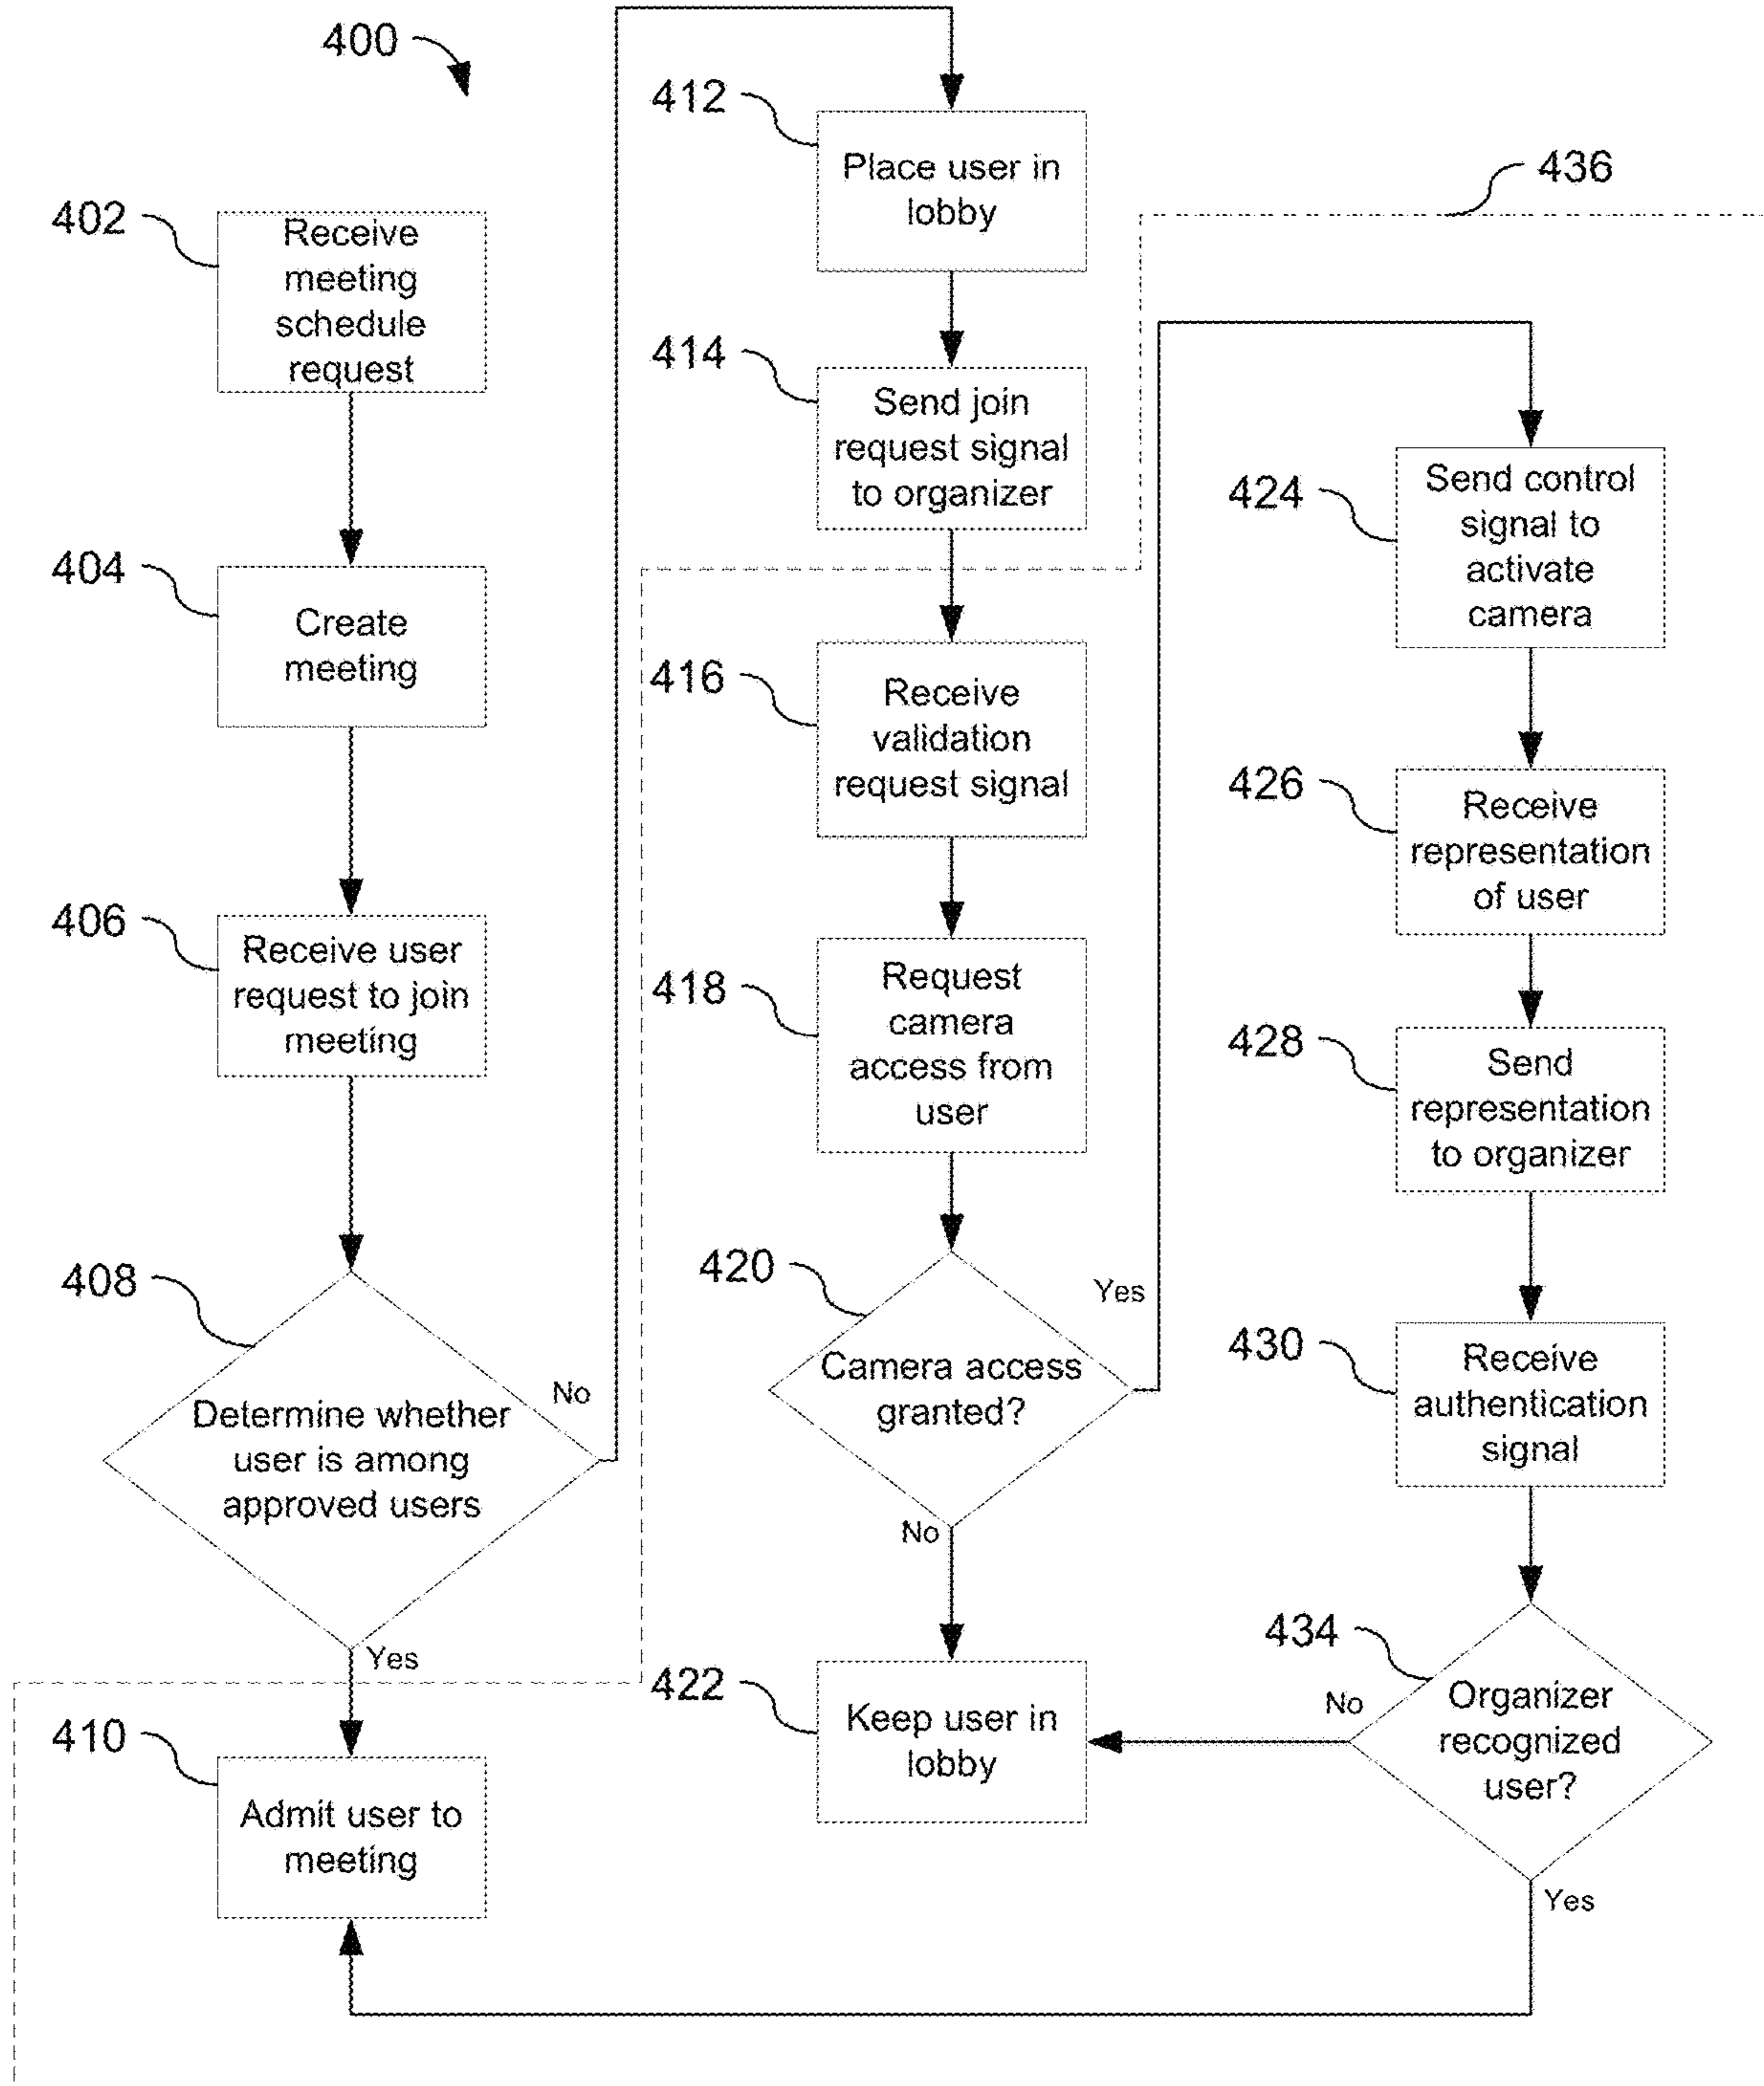 400
402
Receive
meeting
schedule
request
404
Create
meeting
406
Receive user
request to join
meeting
408
Determine whether
user is among
approved users
No
Yes
410
Admit user to
meeting
412
Place user in
lobby
414
Send join
request signal
to organizer
416
Receive
validation
request signal
418
Request
camera
access from
user
420
Camera access
granted?
Yes
No
422
Keep user in
lobby
436
424
Send control
signal to
activate
camera
426
Receive
representation
of user
428
Send
representation
to organizer
430
Receive
authentication
signal
434
Organizer
recognized
user?
No
Yes